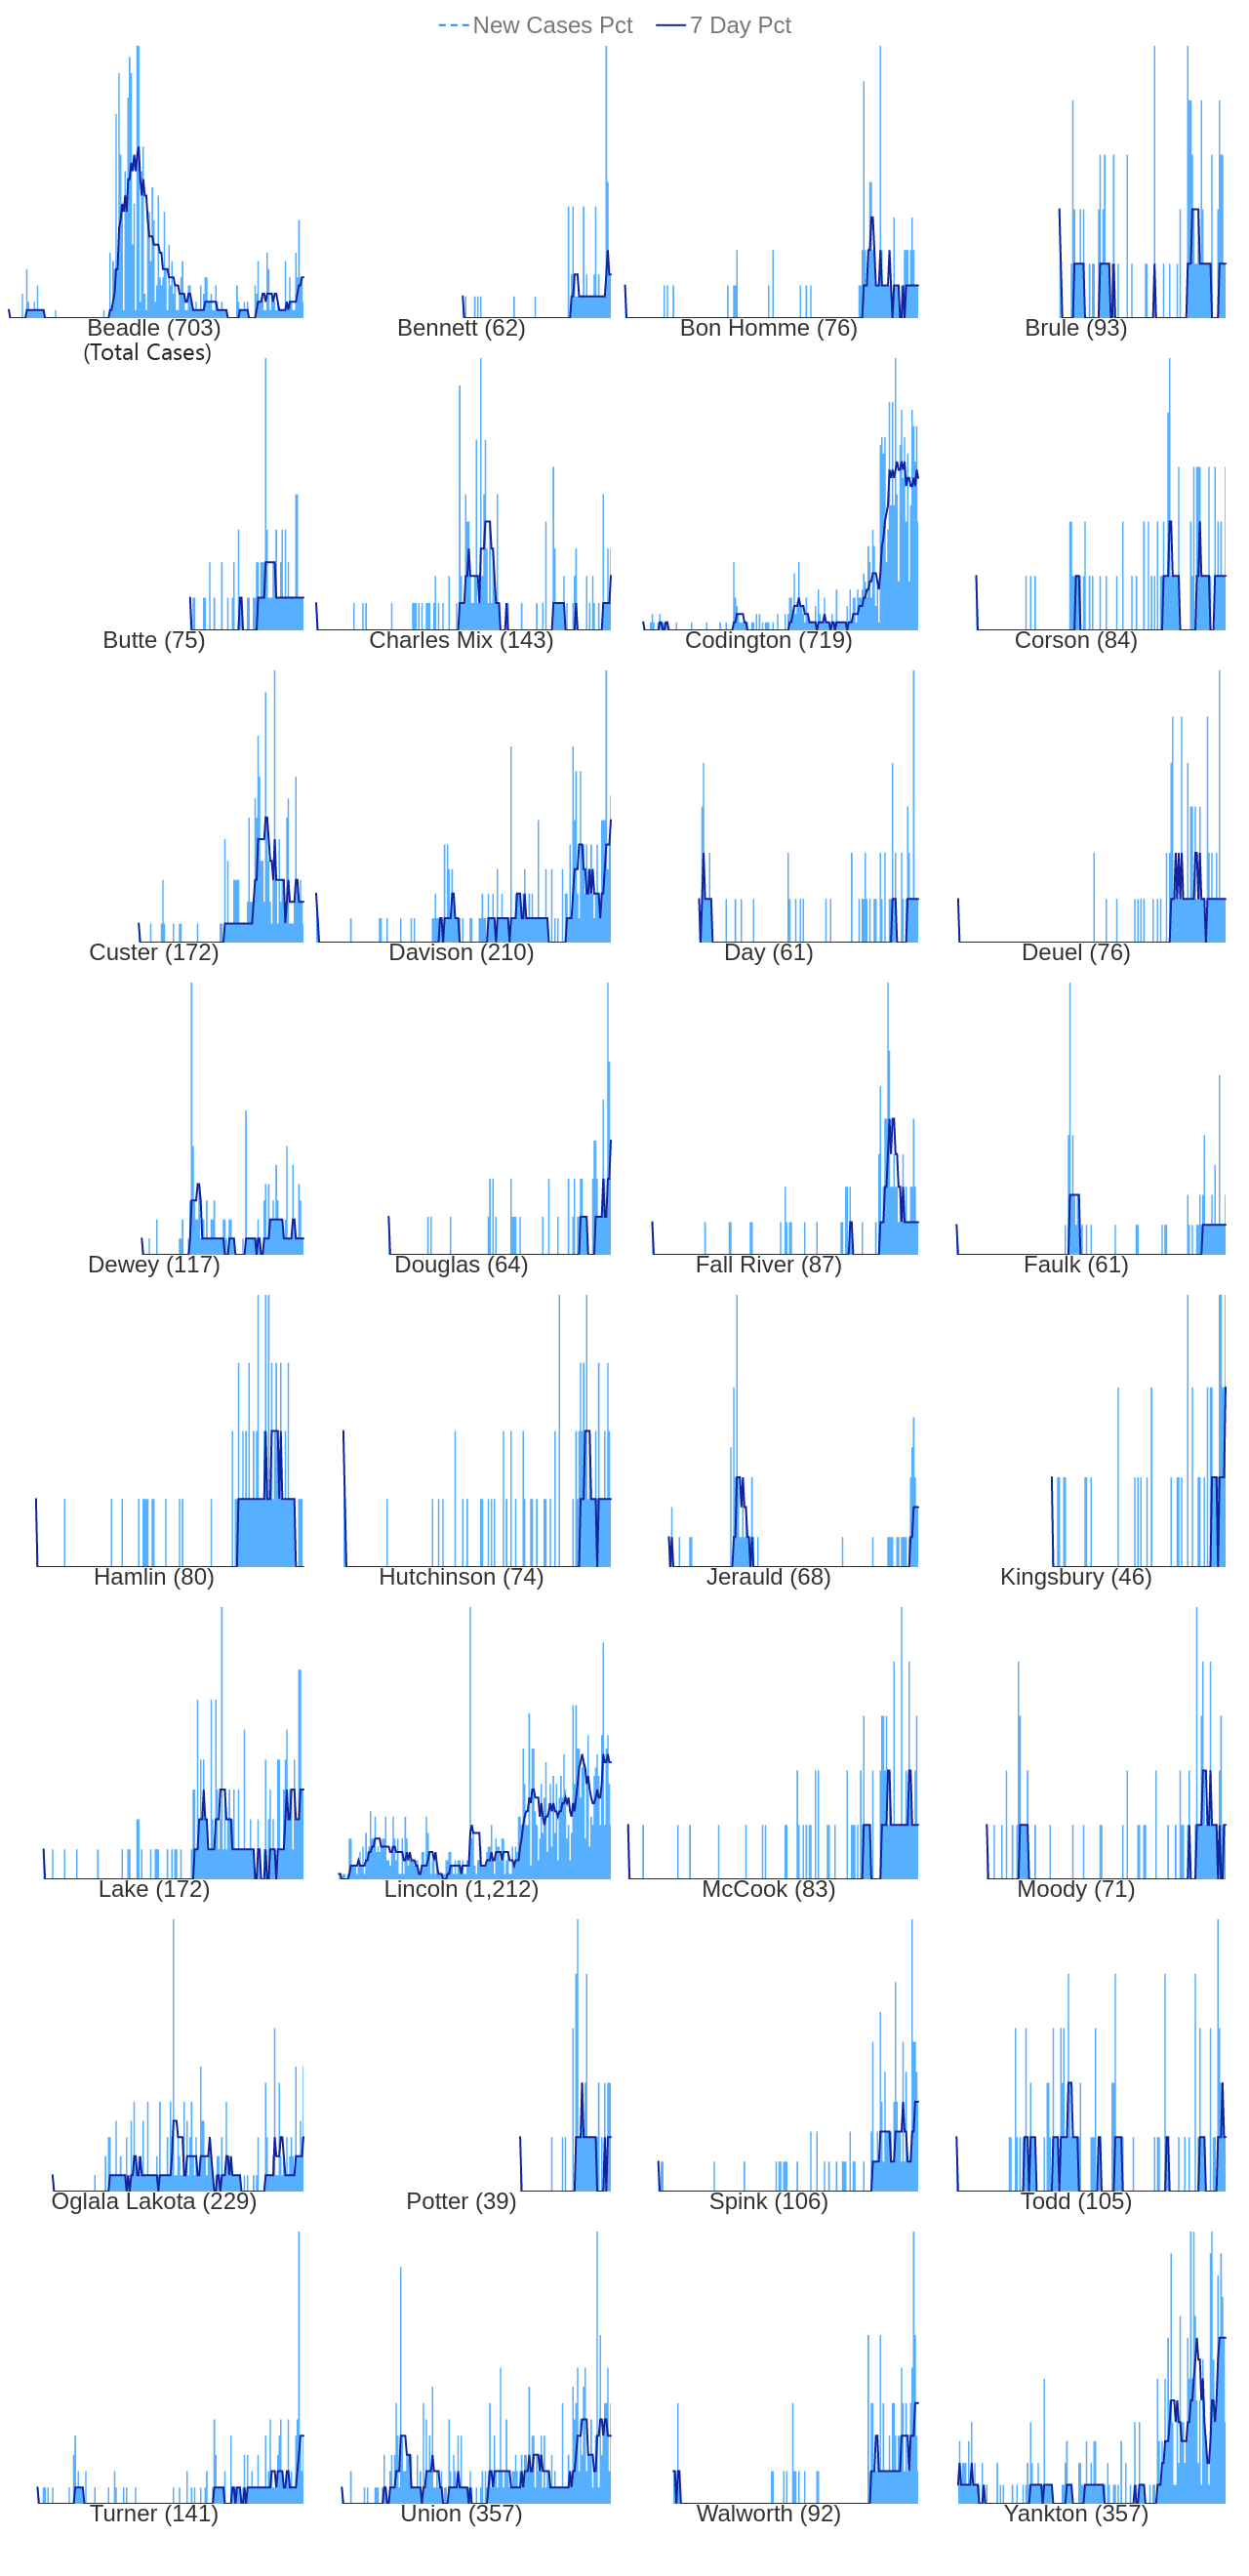 New Cases Pct 7 Day Pct
Beadle (703) Bennett (62) Bon Homme (76) Brule (93)
(Total Cases)
Butte (75) Charles Mix (143) Codington (719) Corson (84)
Custer (172) Davison (210) Day (61) Deuel (76)
Dewey (117) Douglas (64) Fall River (87) Faulk (61)
Hamlin (80) Hutchinson (74) Jerauld (68) Kingsbury (46)
Lake (172) Lincoln (1,212) McCook (83) Moody (71)
Oglala Lakota (229) Potter (39) Spink (106) Todd (105)
Turner (141) Union (357) Walworth (92) Yankton (357)